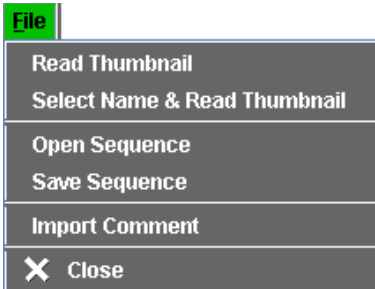 File
Read Thumbnail
Select Name & Read Thumbnail
Open Sequence
Save Sequence
Import Comment
Close